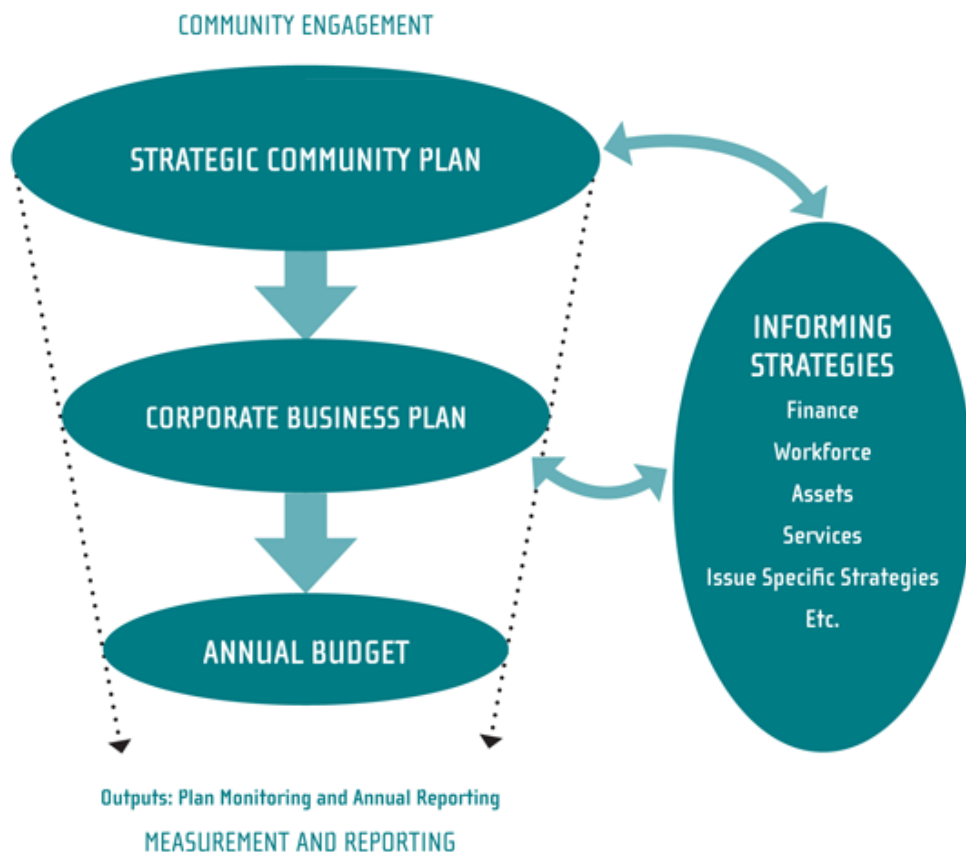 COMMUNITY ENGAGEMENT
STRATEGIC COMMUNITY PLAN
CORPORATE BUSINESS PLAN
ANNUAL BUDGET
INFORMING
STRATEGIES
Finance
Workforce
Assets
Services
Issue Specific Strategies
Etc.
Outputs: Plan Monitoring and Annual Reporting
MEASUREMENT AND REPORTING